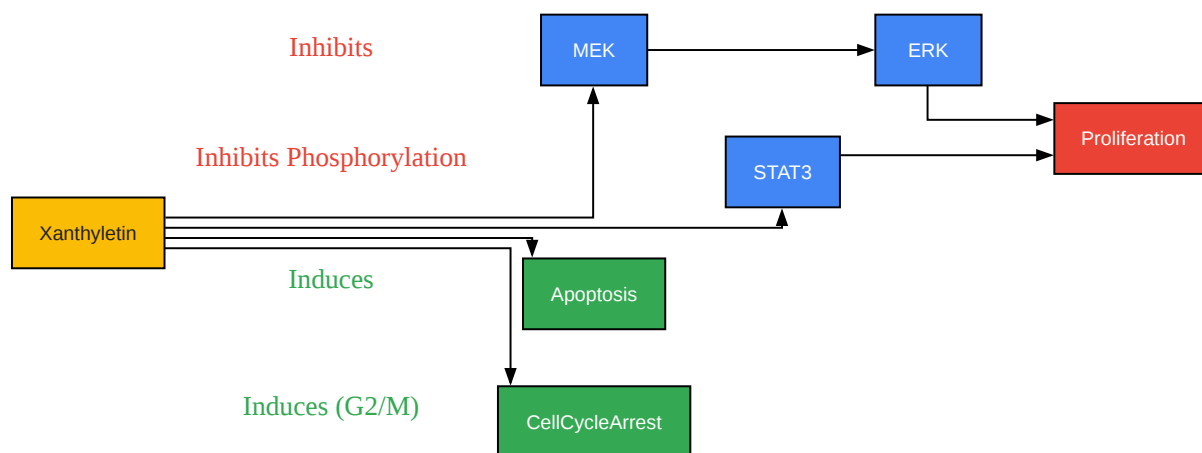 Inhibits
MEK
ERK
Proliferation
Inhibits Phosphorylation
STAT3
Xanthyletin
Induces
Apoptosis
Induces (G2/M)
CellCycleArrest